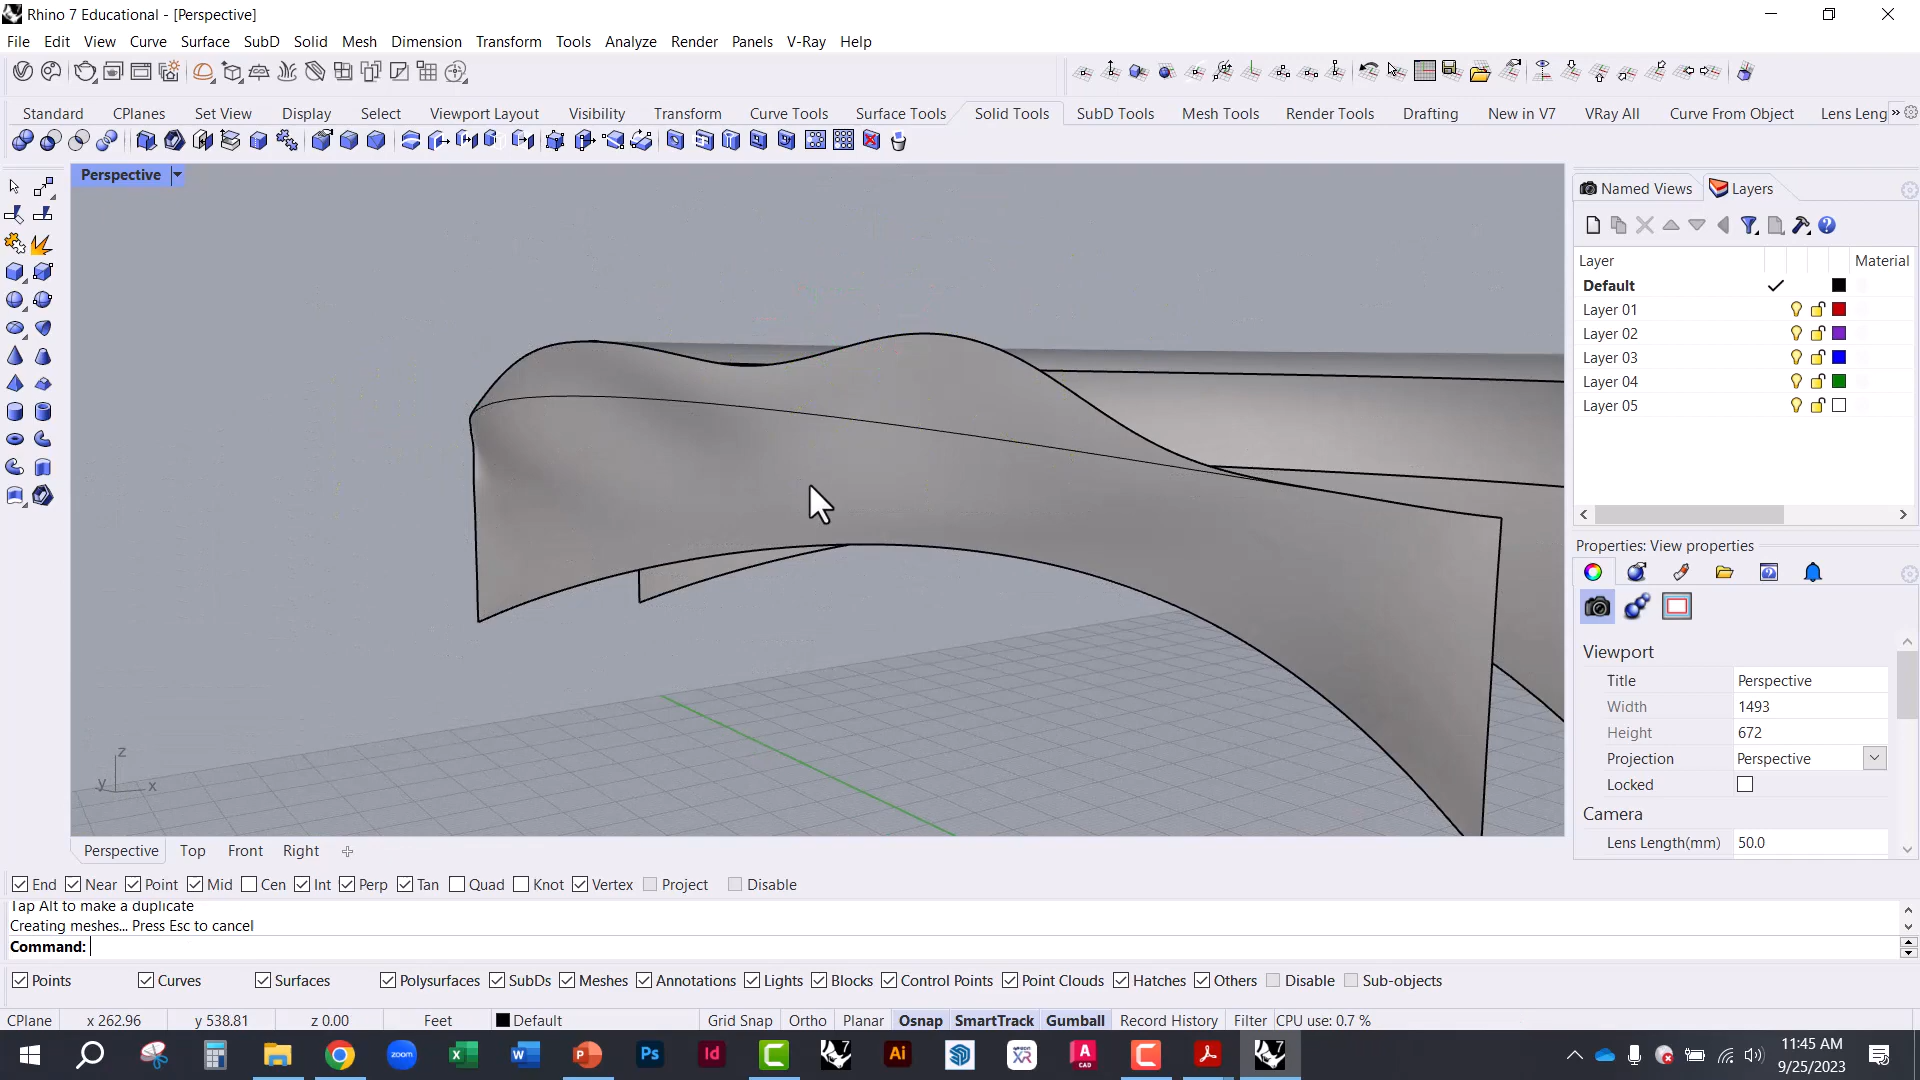 Rhino 7 Educational - [Perspective]
File Edit View Curve Surface SubD Solid Mesh Dimension Transform Tools Analyze Render Panels V-Ray Help
Standard CPlanes Set View Display Select Viewport Layout Visibility Transform Curve Tools Surface Tools Solid Tools SubD Tools Mesh Tools Render Tools Drafting New in V7 VRay All Curve From Object Lens Leng »
Perspective
Named Views Layers
Layer Material
Default
Layer 01
Layer 02
Layer 03
Layer 04
Layer 05
Properties: View properties
Viewport
Title Perspective
Width 1493
Height 672
Projection Perspective
Locked
Camera
Lens Length(mm) 50.0
z
y x
Perspective Top Front Right
End Near Point Mid Cen Int Perp Tan Quad Knot Vertex Project Disable
Tap Alt to make a duplicate
Creating meshes... Press Esc to cancel
Command:
Points Curves Surfaces Polysurfaces SubDs Meshes Annotations Lights Blocks Control Points Point Clouds Hatches Others Disable Sub-objects
CPlane x 262.96 y 538.81 z 0.00 Feet Default Grid Snap Ortho Planar Osnap SmartTrack Gumball Record History Filter CPU use: 0.7 %
zoom Ps Id 7 Ai XR A CAD 7
11:45 AM
9/25/2023